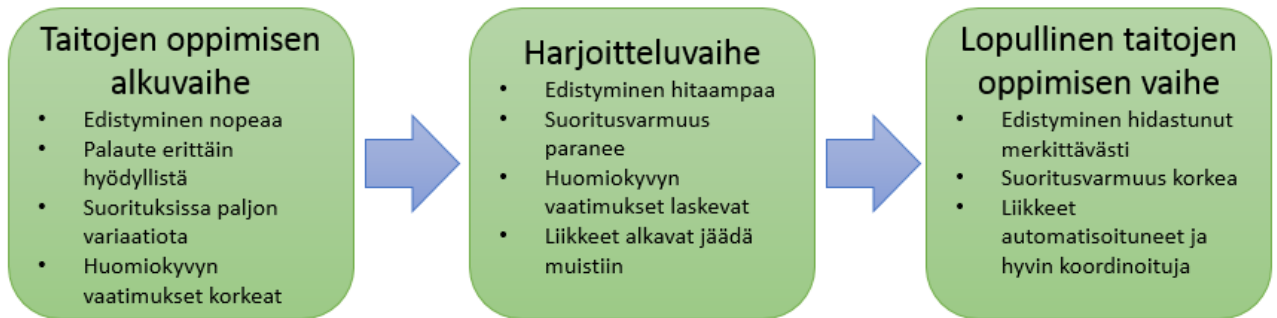 Taitojen oppimisen
alkuvaihe
• Edistyminen nopeaa
• Palaute erittäin
hyödyllistä
• Suorituksissa paljon
variaatiota
• Huomiokyvyn
vaatimukset korkeat
Harjoitteluvaihe
• Edistyminen hitaampaa
• Suoritusvarmuus
paranee
• Huomiokyvyn
vaatimukset laskevat
• Liikkeet alkavat jäädä
muistiin
Lopullinen taitojen
oppimisen vaihe
• Edistyminen hidastunut
merkittävästi
• Suoritusvarmuus korkea
• Liikkeet
automatisoituneet ja
hyvin koordinoituja